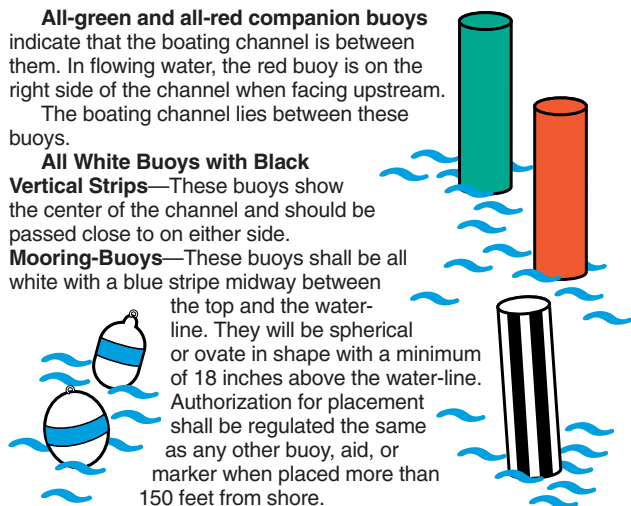 All-green and all-red companion buoys
indicate that the boating channel is between
them. In flowing water, the red buoy is on the
right side of the channel when facing upstream.
The boating channel lies between these
buoys.
All White Buoys with Black
Vertical Strips—These buoys show
the center of the channel and should be
passed close to on either side.
Mooring-Buoys—These buoys shall be all
white with a blue stripe midway between
the top and the water-
line. They will be spherical
or ovate in shape with a minimum
of 18 inches above the water-line.
Authorization for placement
shall be regulated the same
as any other buoy, aid, or
marker when placed more than
150 feet from shore.